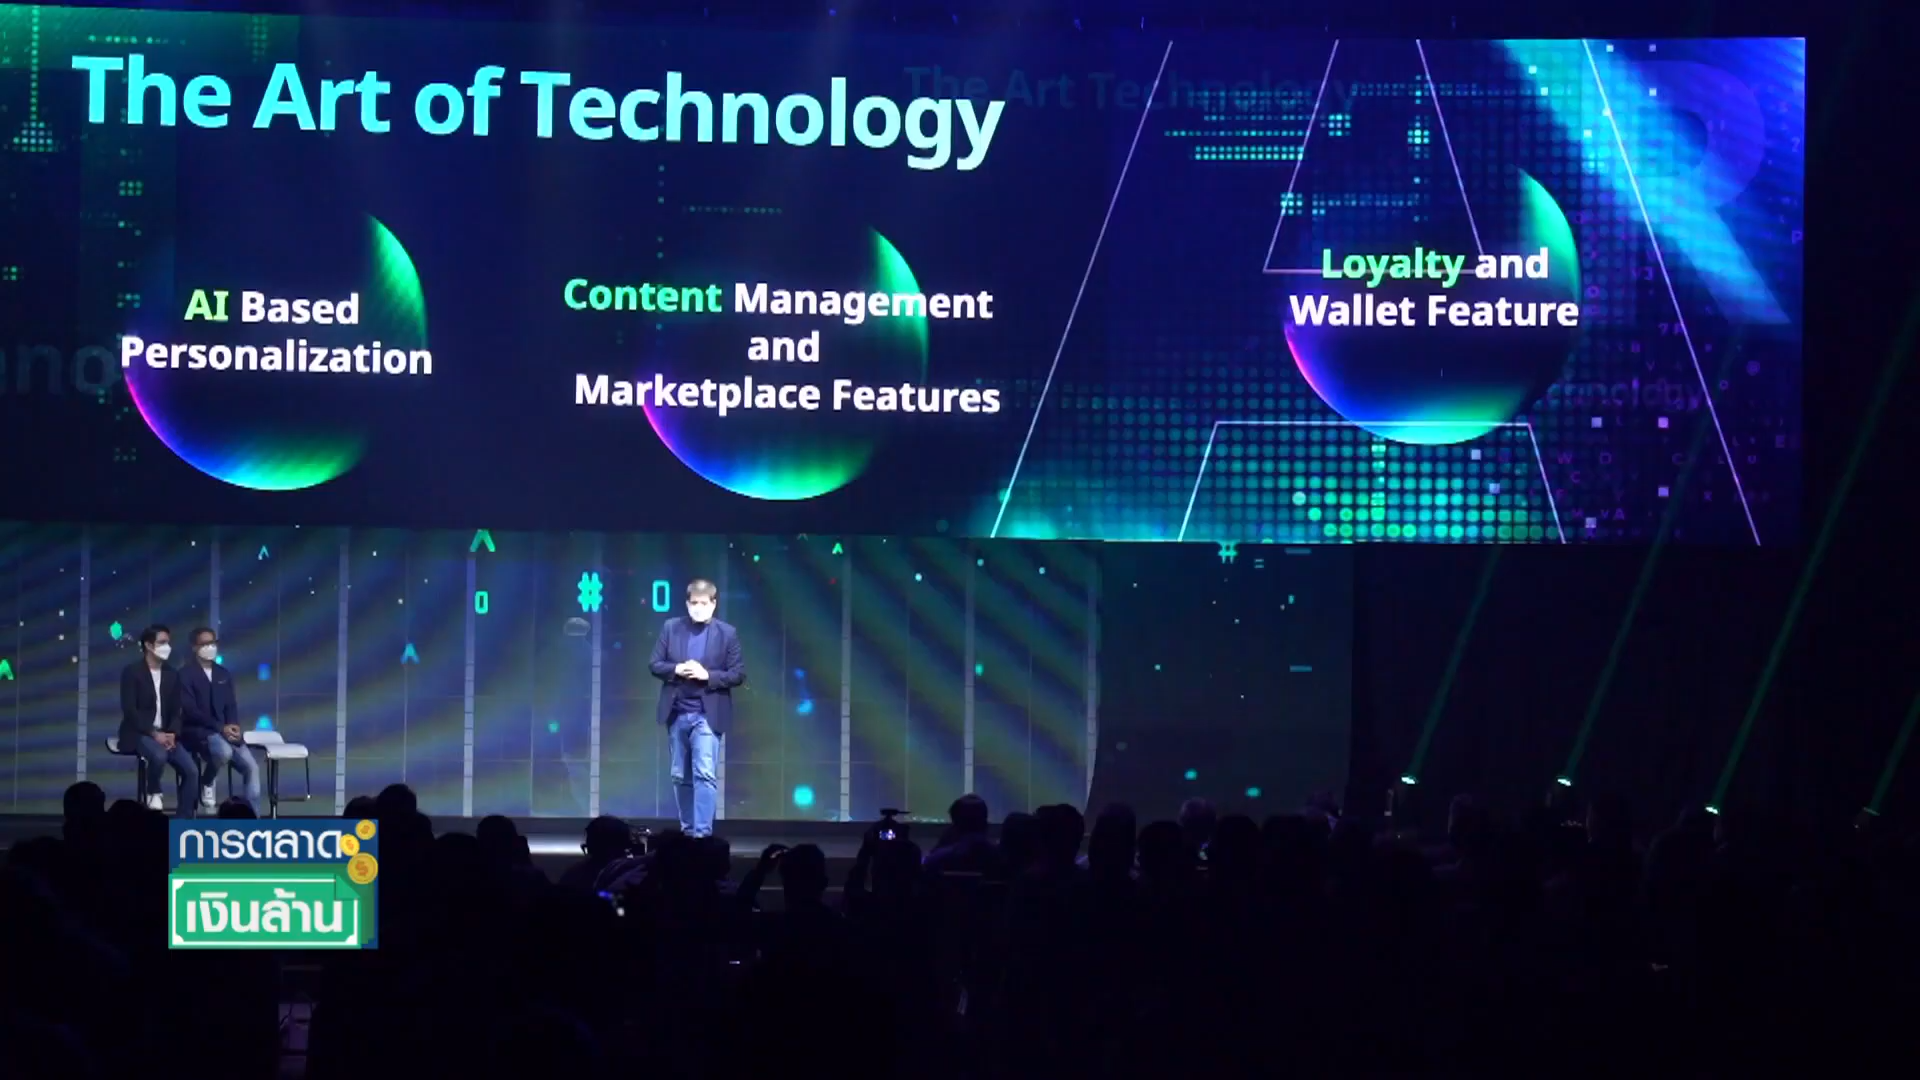 The Art of Technology
AI Based
Personalization
Content Management
and
Marketplace Features
Loyalty and
Wallet Feature
การตลาด
เงินล้าน